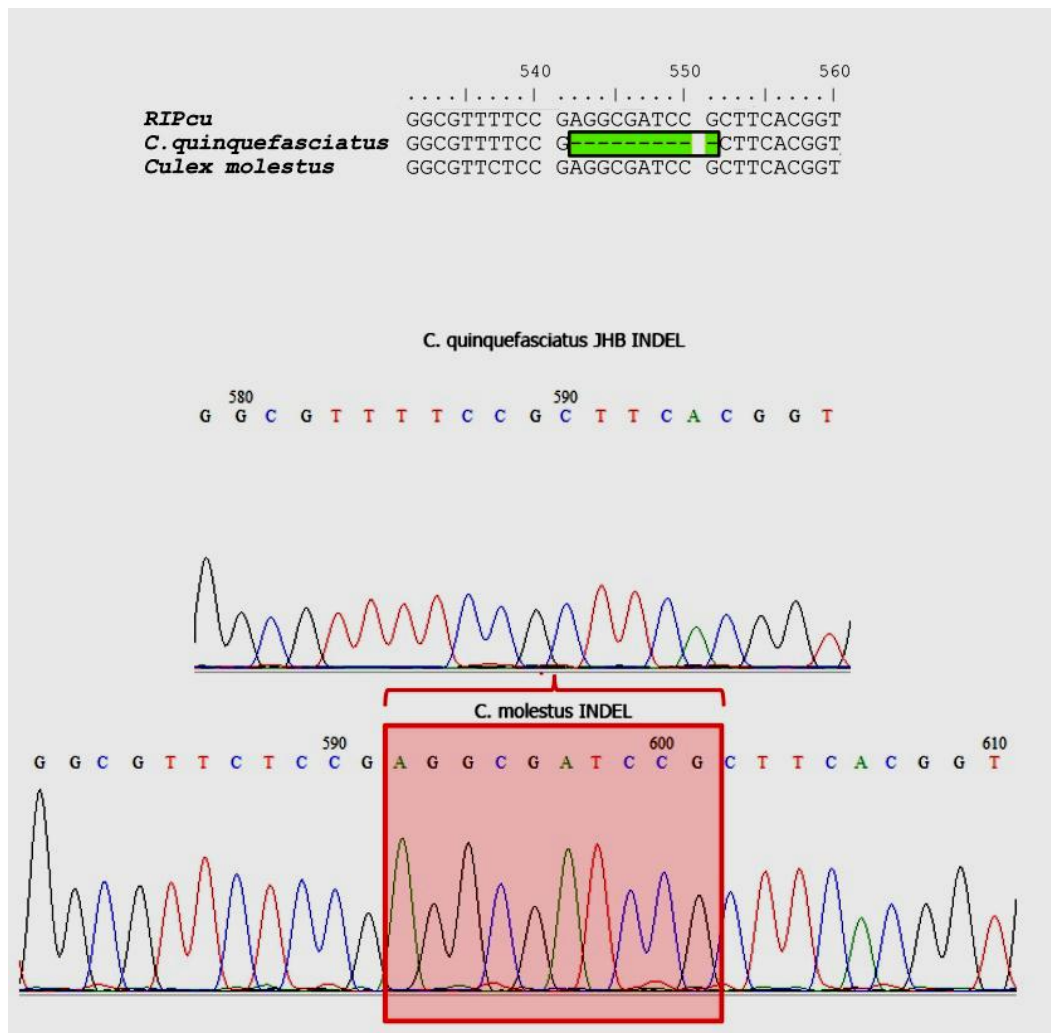 540 550 560
....|....|....|....|....|....|
RIPcu GGCGTTTTCC GAGGCGATCC GCTTCACGGT
C.quinquefasciatus GGCGTTTTCC G--------- -CTTCACGGT
Culex molestus GGCGTTCTCC GAGGCGATCC GCTTCACGGT
C. quinquefasciatus JHB INDEL
580 590
G G C G T T T T C C G C T T C A C G G T
C. molestus INDEL
590 600 610
G G C G T T C T C C G A G G C G A T C C G C T T C A C G G T